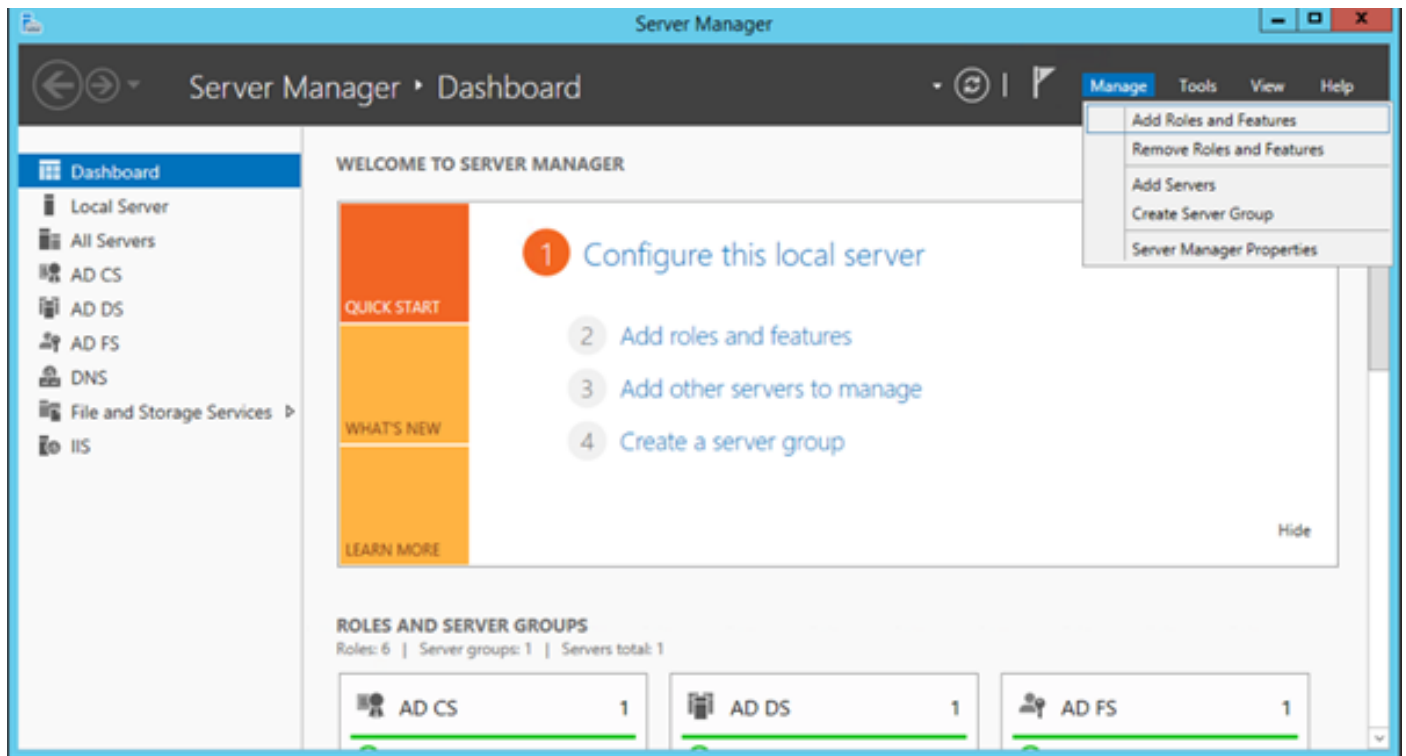 Server Manager
Server Manager ‣ Dashboard
Manage Tools View Help
Add Roles and Features
Remove Roles and Features
Add Servers
Create Server Group
Server Manager Properties
Dashboard
Local Server
All Servers
AD CS
AD DS
AD FS
DNS
File and Storage Services
IIS
WELCOME TO SERVER MANAGER
QUICK START
WHAT'S NEW
LEARN MORE
1 Configure this local server
2 Add roles and features
3 Add other servers to manage
4 Create a server group
Hide
ROLES AND SERVER GROUPS
Roles: 6 | Server groups: 1 | Servers total: 1
AD CS 1
AD DS 1
AD FS 1